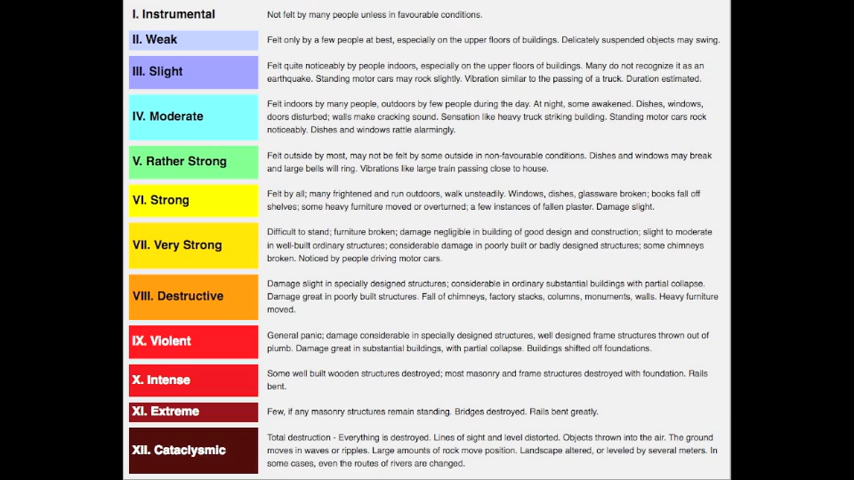 I. Instrumental
Not felt by many people unless in favourable conditions.
II. Weak
Felt only by a few people at best, especially on the upper floors of buildings. Delicately suspended objects may swing.
III. Slight
Felt quite noticeably by people indoors, especially on the upper floors of buildings. Many do not recognize it as an
earthquake. Standing motor cars may rock slightly. Vibration similar to the passing of a truck. Duration estimated.
IV. Moderate
Felt indoors by many people, outdoors by few people during the day. At night, some awakened. Dishes, windows,
doors disturbed; walls make cracking sound. Sensation like heavy truck striking building. Standing motor cars rock
noticeably. Dishes and windows rattle alarmingly.
V. Rather Strong
Felt outside by most, may not be felt by some outside in non-favourable conditions. Dishes and windows may break
and large bells will ring. Vibrations like large train passing close to house.
VI. Strong
Felt by all; many frightened and run outdoors, walk unsteadily. Windows, dishes, glassware broken; books fall off
shelves; some heavy furniture moved or overturned; a few instances of fallen plaster. Damage slight.
VII. Very Strong
Difficult to stand; furniture broken; damage negligible in building of good design and construction; slight to moderate
in well-built ordinary structures; considerable damage in poorly built or badly designed structures; some chimneys
broken. Noticed by people driving motor cars.
VIII. Destructive
Damage slight in specially designed structures; considerable in ordinary substantial buildings with partial collapse.
Damage great in poorly built structures. Fall of chimneys, factory stacks, columns, monuments, walls. Heavy furniture
moved.
IX. Violent
General panic; damage considerable in specially designed structures, well designed frame structures thrown out of
plumb. Damage great in substantial buildings, with partial collapse. Buildings shifted off foundations.
X. Intense
Some well built wooden structures destroyed; most masonry and frame structures destroyed with foundation. Rails
bent.
XI. Extreme
Few, if any masonry structures remain standing. Bridges destroyed. Rails bent greatly.
XII. Cataclysmic
Total destruction - Everything is destroyed. Lines of sight and level distorted. Objects thrown into the air. The ground
moves in waves or ripples. Large amounts of rock move position. Landscape altered, or leveled by several meters. In
some cases, even the routes of rivers are changed.